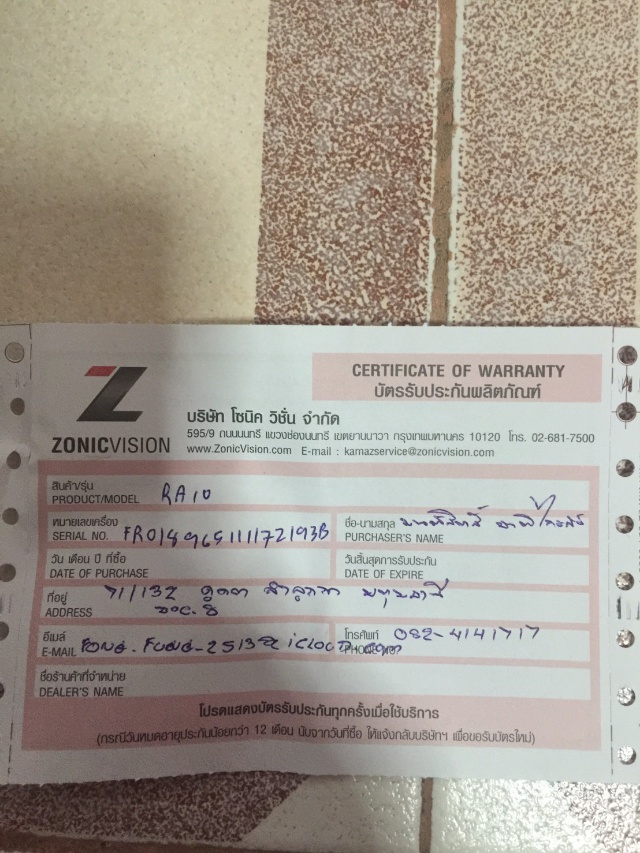 CERTIFICATE OF WARRANTY
บัตรรับประกันผลิตภัณฑ์
ZONICVISION
บริษัท โซนิค วิชั่น จำกัด
595/9 ถนนนนทรี แขวงช่องนนทรี เขตยานนาวา กรุงเทพมหานคร 10120 โทร. 02-681-7500
www.ZonicVision.com E-mail : kamazservice@zonicvision.com
สินค้า/รุ่น
PRODUCT/MODEL RA10
หมายเลขเครื่อง
SERIAL NO.
ชื่อ-นามสกุล
PURCHASER'S NAME
วัน เดือน ปี ที่ซื้อ
DATE OF PURCHASE
วันสิ้นสุดการรับประกัน
DATE OF EXPIRE
ที่อยู่
ADDRESS 71/132 คูคต ลำลูกกา ปทุมธานี
อีเมล์
E-MAIL
โทรศัพท์ 082-4141717
ชื่อร้านค้าที่จำหน่าย
DEALER'S NAME
โปรดแสดงบัตรรับประกันทุกครั้งเมื่อใช้บริการ
(กรณีวันหมดอายุประกันน้อยกว่า 12 เดือน นับจากวันที่ซื้อ ให้แจ้งกลับบริษัทฯ เพื่อขอรับบัตรใหม่)